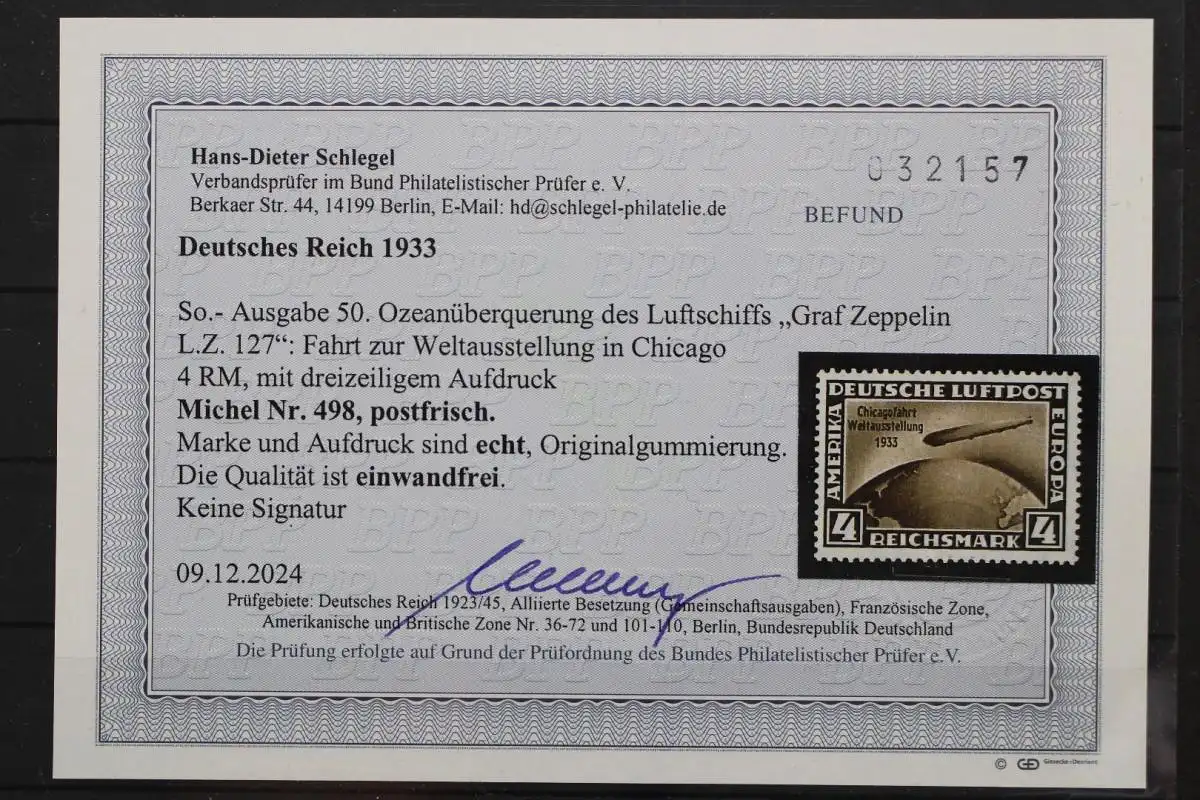 Hans-Dieter Schlegel
Verbandsprüfer im Bund Philatelistischer Prüfer e. V.
Berkaer Str. 44, 14199 Berlin, E-Mail: hd@schlegel-philatelie.de
032157
BEFUND
Deutsches Reich 1933
So.- Ausgabe 50. Ozeanüberquerung des Luftschiffs „Graf Zeppelin
L.Z. 127“: Fahrt zur Weltausstellung in Chicago
4 RM, mit dreizeiligem Aufdruck
Michel Nr. 498, postfrisch.
Marke und Aufdruck sind echt, Originalgummierung.
Die Qualität ist einwandfrei.
Keine Signatur
DEUTSCHE LUFTPOST
AMERIKA
EUROPA
Chicagofahrt
Weltausstellung
1933
4 REICHSMARK 4
09.12.2024
Prüfgebiete: Deutsches Reich 1923/45, Alliierte Besetzung (Gemeinschaftsausgaben), Französische Zone,
Amerikanische und Britische Zone Nr. 36-72 und 101-110, Berlin, Bundesrepublik Deutschland
Die Prüfung erfolgte auf Grund der Prüfordnung des Bundes Philatelistischer Prüfer e.V.
© GD Giesecke+Devrient